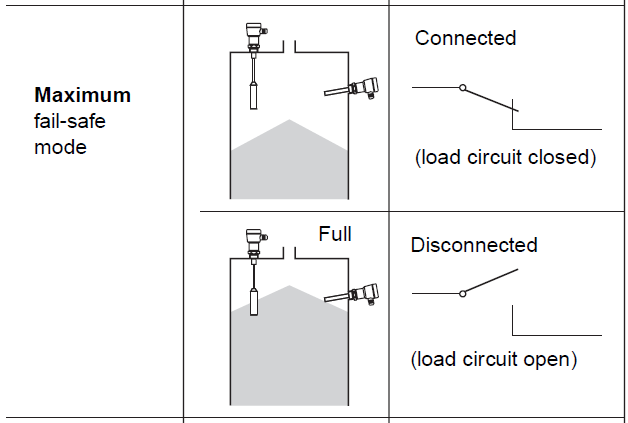 Maximum
fail-safe
mode
Connected
(load circuit closed)
Full
Disconnected
(load circuit open)